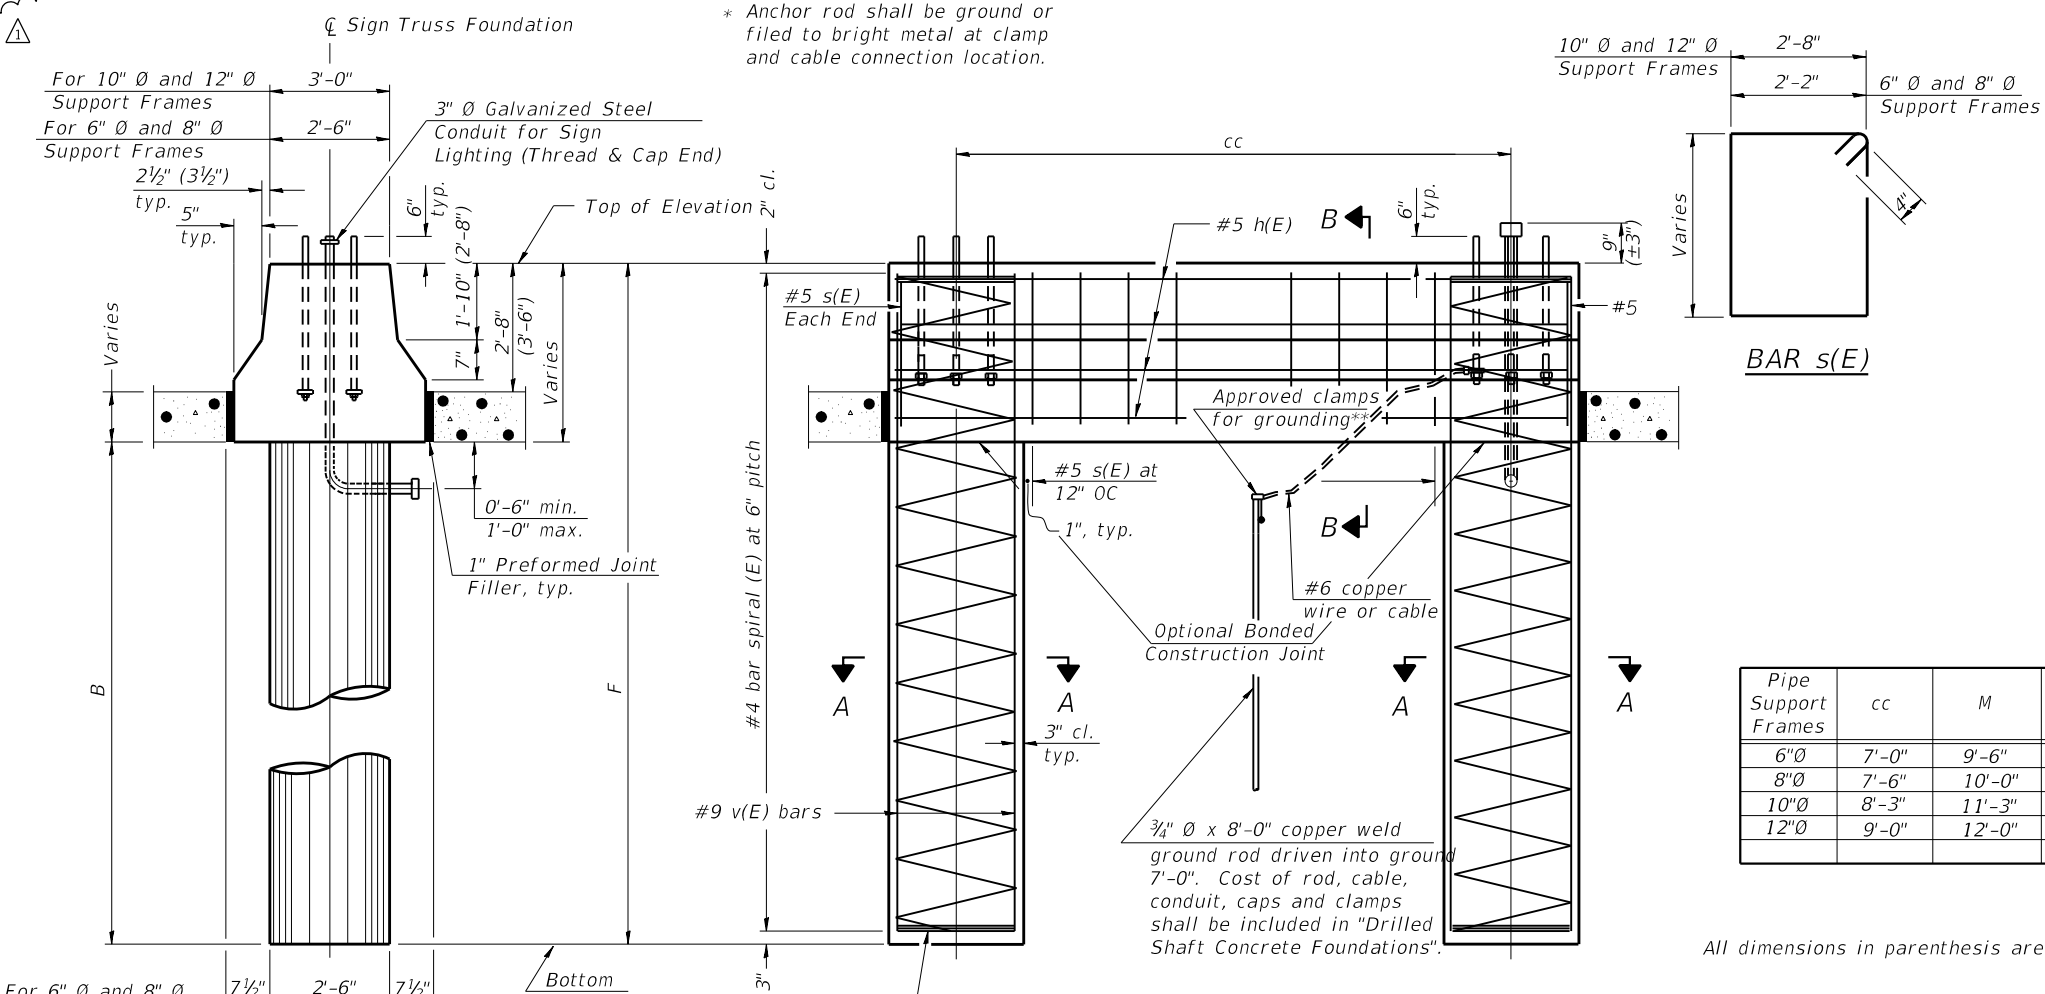 1
℄ Sign Truss Foundation
* Anchor rod shall be ground or
filed to bright metal at clamp
and cable connection location.
For 10" Ø and 12" Ø
Support Frames
3'-0"
For 6" Ø and 8" Ø
Support Frames
2'-6"
2½" (3½")
typ.
5"
typ.
3" Ø Galvanized Steel
Conduit for Sign
Lighting (Thread & Cap End)
6"
typ.
Top of Elevation
1'-10" (2'-8")
7"
2'-8"
(3'-6")
Varies
Varies
0'-6" min.
1'-0" max.
1" Preformed Joint
Filler, typ.
B
F
Bottom
For 6" Ø and 8" Ø
7½"
2'-6"
7½"
2" cl.
cc
#5 h(E)
B
6"
typ.
9"
(±3")
#5 s(E)
Each End
#5
Approved clamps
for grounding**
#5 s(E) at
12" OC
1", typ.
B
#6 copper
wire or cable
Optional Bonded
Construction Joint
#4 bar spiral (E) at 6" pitch
A
A
A
A
3" cl.
typ.
#9 v(E) bars
¾" Ø x 8'-0" copper weld
ground rod driven into ground
7'-0". Cost of rod, cable,
conduit, caps and clamps
shall be included in "Drilled
Shaft Concrete Foundations".
3"
10" Ø and 12" Ø
Support Frames
2'-8"
2'-2"
6" Ø and 8" Ø
Support Frames
Varies
4"
BAR s(E)
Pipe
Support
Frames
cc
M
6"Ø 7'-0" 9'-6"
8"Ø 7'-6" 10'-0"
10"Ø 8'-3" 11'-3"
12"Ø 9'-0" 12'-0"
All dimensions in parenthesis are